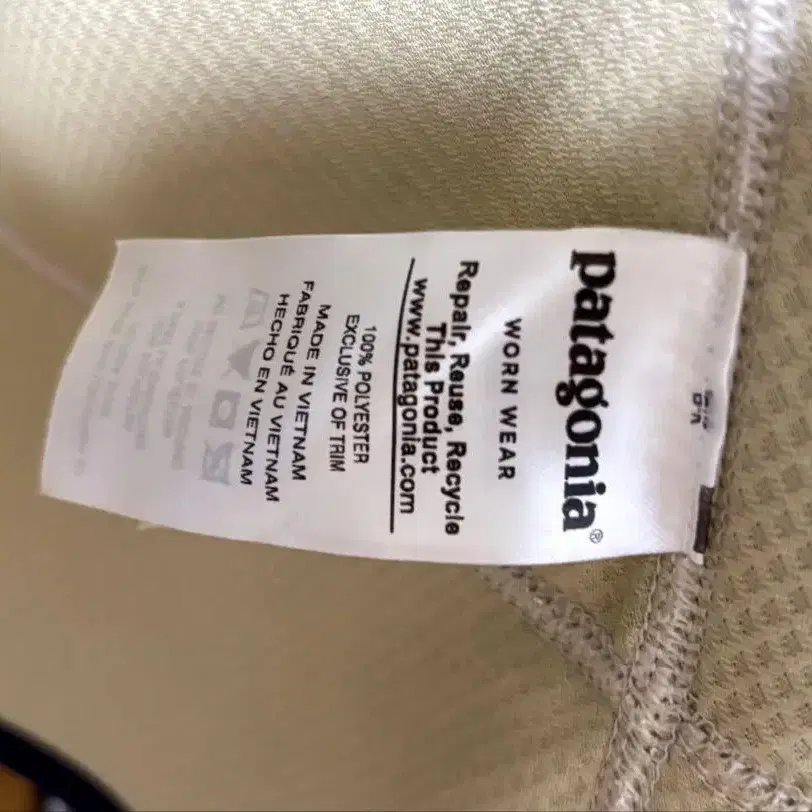 patagonia®
WORN WEAR
Repair, Reuse, Recycle
This Product
www.patagonia.com
100% POLYESTER
EXCLUSIVE OF TRIM
MADE IN VIETNAM
FABRIQUÉ AU VIETNAM
HECHO EN VIETNAM